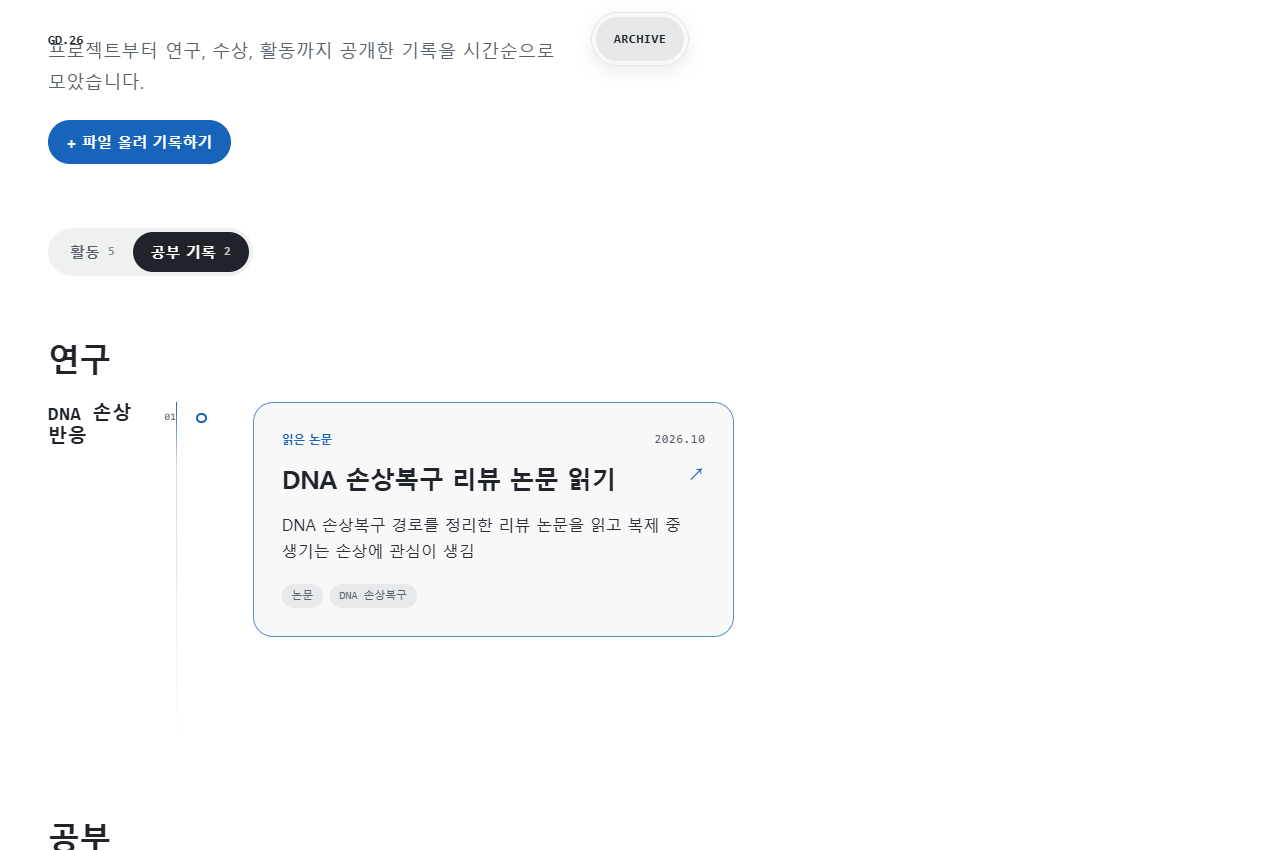 GD.26
ARCHIVE
프로젝트부터 연구, 수상, 활동까지 공개한 기록을 시간순으로
모았습니다.
+ 파일 올려 기록하기
활동 5
공부 기록 2
연구
DNA 손상
반응
01
읽은 논문
2026.10
DNA 손상복구 리뷰 논문 읽기
↗
DNA 손상복구 경로를 정리한 리뷰 논문을 읽고 복제 중
생기는 손상에 관심이 생김
논문
DNA 손상복구
공부